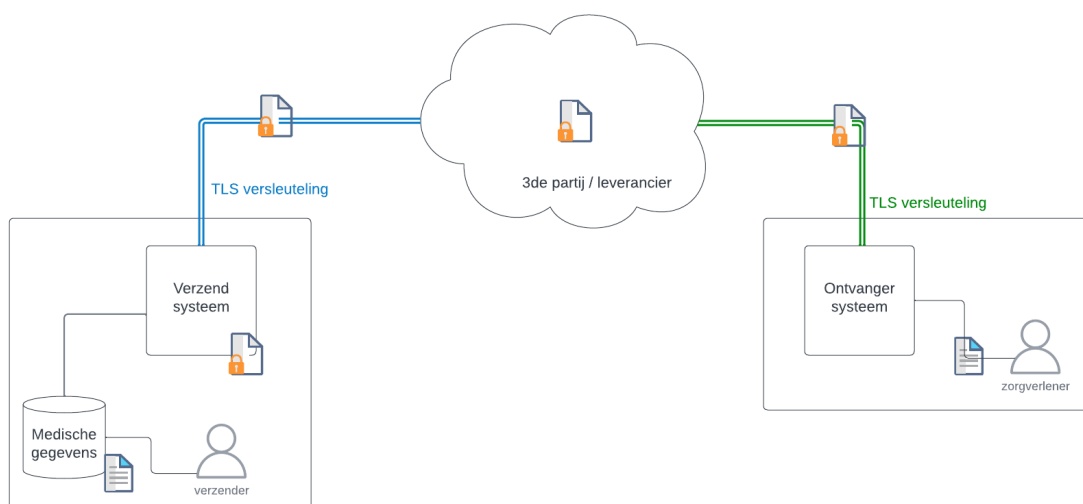 3de partij / leverancier
TLS versleuteling
TLS versleuteling
Verzend
systeem
Ontvanger
systeem
zorgverlener
Medische
gegevens
verzender